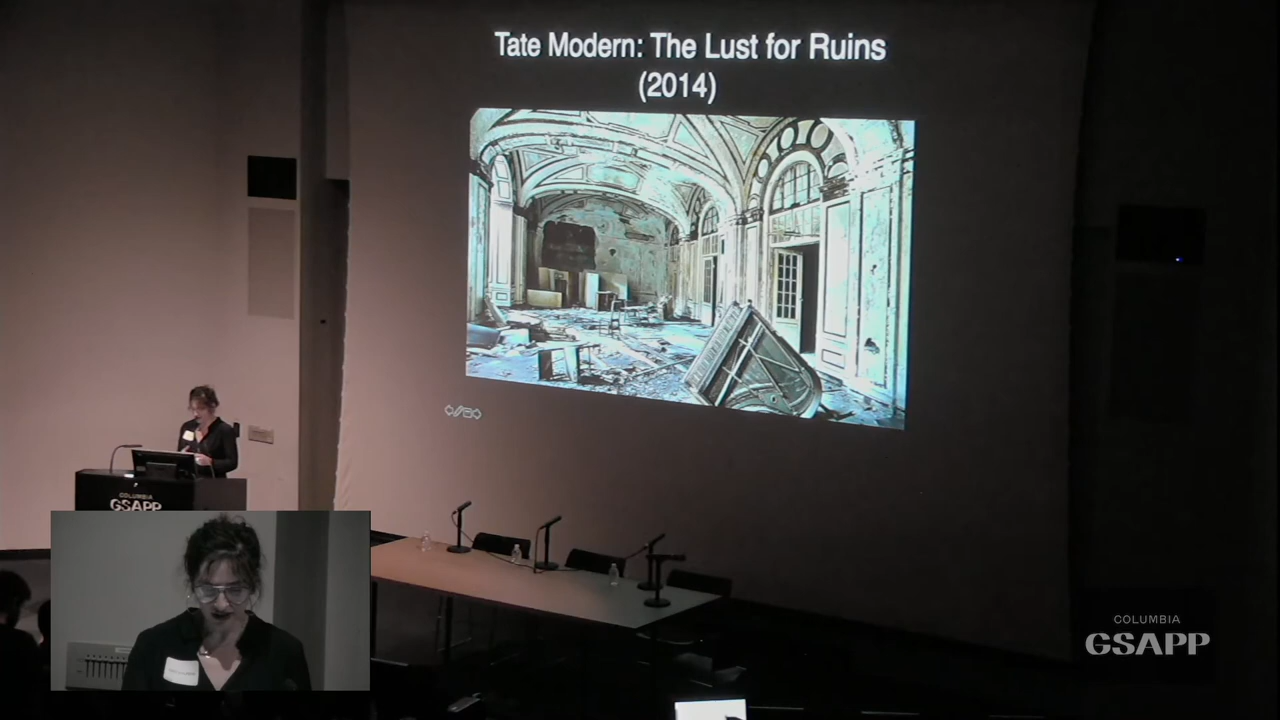 Tate Modern: The Lust for Ruins
(2014)
COLUMBIA
GSAPP
COLUMBIA
GSAPP